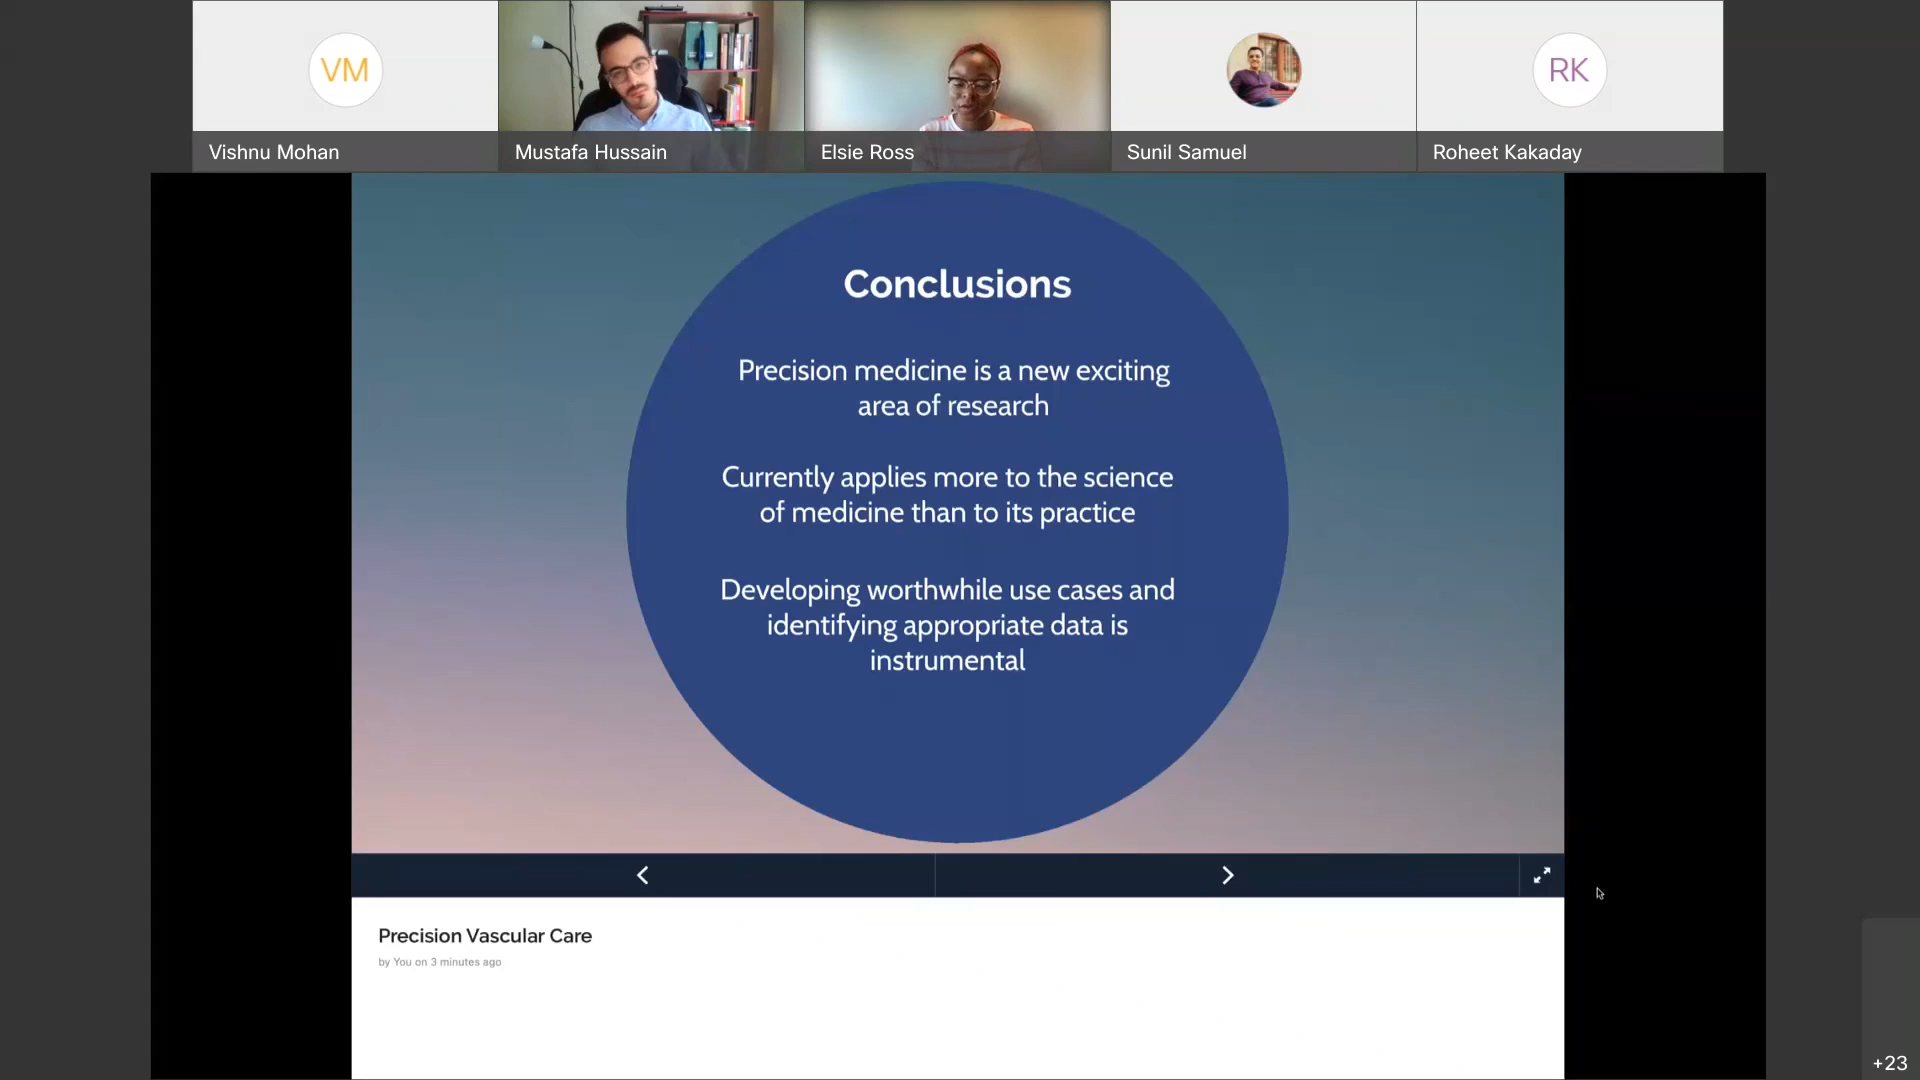 VM
RK
Vishnu Mohan
Mustafa Hussain
Elsie Ross
Sunil Samuel
Roheet Kakaday
Conclusions
Precision medicine is a new exciting
area of research
Currently applies more to the science
of medicine than to its practice
Developing worthwhile use cases and
identifying appropriate data is
instrumental
Precision Vascular Care
by You on 3 minutes ago
+23